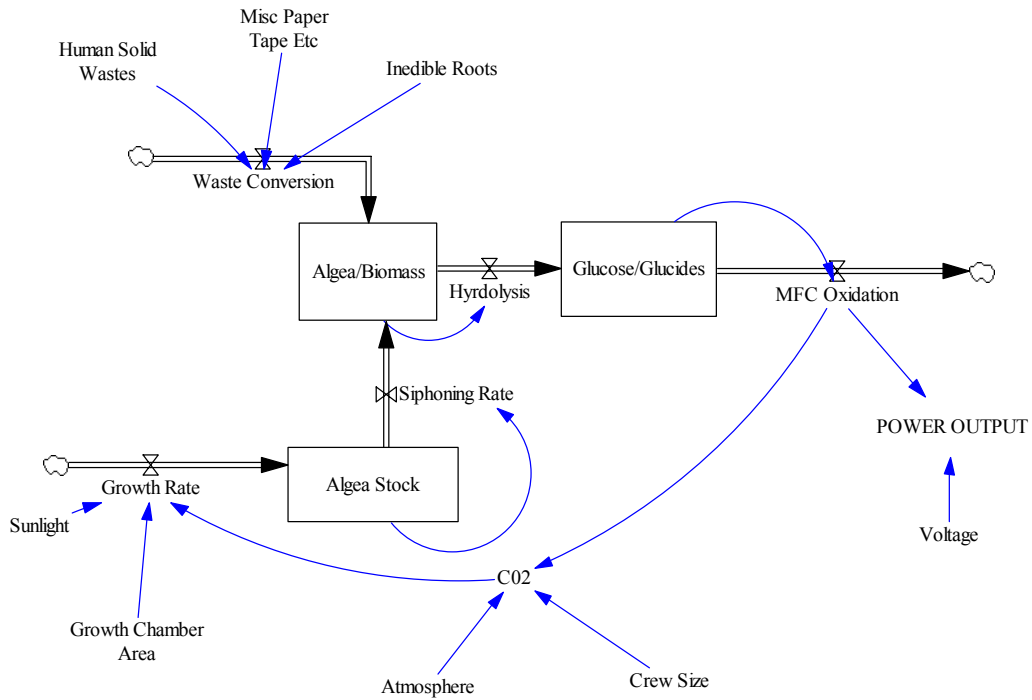 Misc Paper
Tape Etc
Human Solid
Wastes
Inedible Roots
Waste Conversion
Algea/Biomass
Glucose/Glucides
Hyrdolysis
MFC Oxidation
Siphoning Rate
POWER OUTPUT
Algea Stock
Growth Rate
Sunlight
Voltage
C02
Growth Chamber
Area
Atmosphere
Crew Size